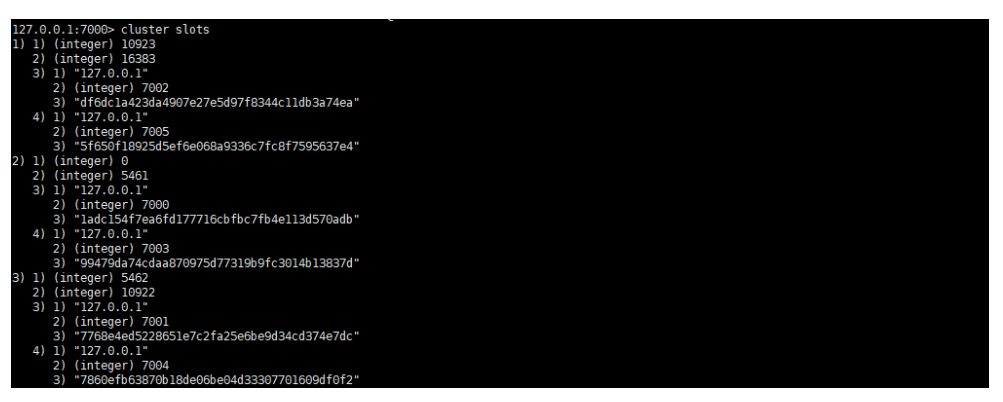 127.0.0.1:7000> cluster slots
1) 1) (integer) 10923
   2) (integer) 16383
   3) 1) "127.0.0.1"
      2) (integer) 7002
      3) "df6dc1a423da4907e27e5d97f8344c11db3a74ea"
   4) 1) "127.0.0.1"
      2) (integer) 7005
      3) "5f650f18925d5ef6e068a9336c7fc8f7595637e4"
2) 1) (integer) 0
   2) (integer) 5461
   3) 1) "127.0.0.1"
      2) (integer) 7000
      3) "1adc154f7ea6fd177716cbfbc7fb4e113d570adb"
   4) 1) "127.0.0.1"
      2) (integer) 7003
      3) "99479da74cdaa870975d77319b9fc3014b13837d"
3) 1) (integer) 5462
   2) (integer) 10922
   3) 1) "127.0.0.1"
      2) (integer) 7001
      3) "7768e4ed5228651e7c2fa25e6be9d34cd374e7dc"
   4) 1) "127.0.0.1"
      2) (integer) 7004
      3) "7860efb63870b18de06be04d33307701609df0f2"